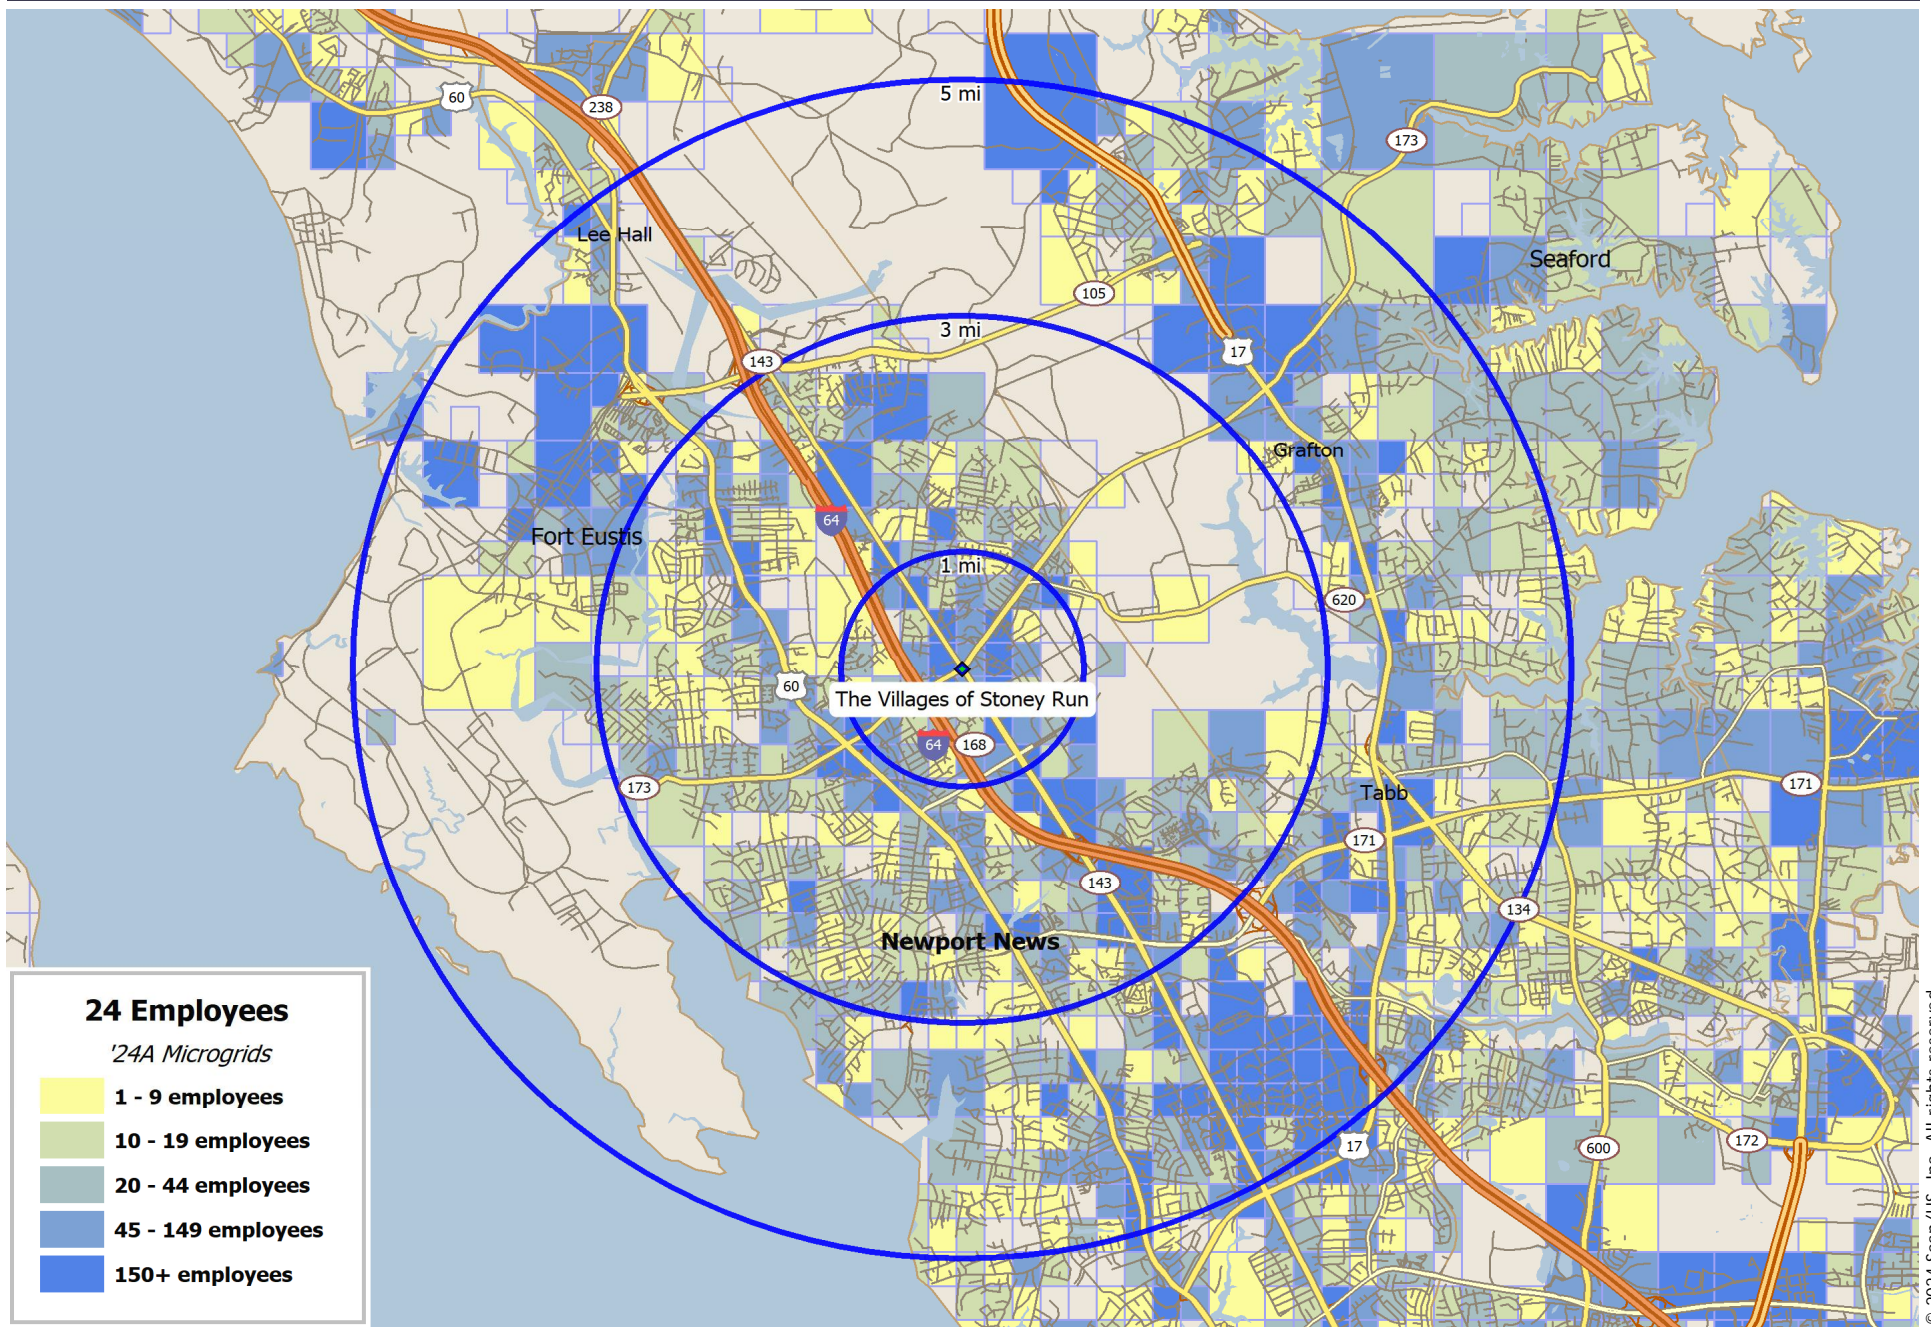 5 mi
60
238
173
Lee Hall
Seaford
105
3 mi
17
143
Grafton
64
Fort Eustis
1 mi
620
60
The Villages of Stoney Run
64
168
173
171
Tabb
171
143
134
Newport News
24 Employees
'24A Microgrids
1 - 9 employees
10 - 19 employees
20 - 44 employees
45 - 149 employees
150+ employees
17
600
172